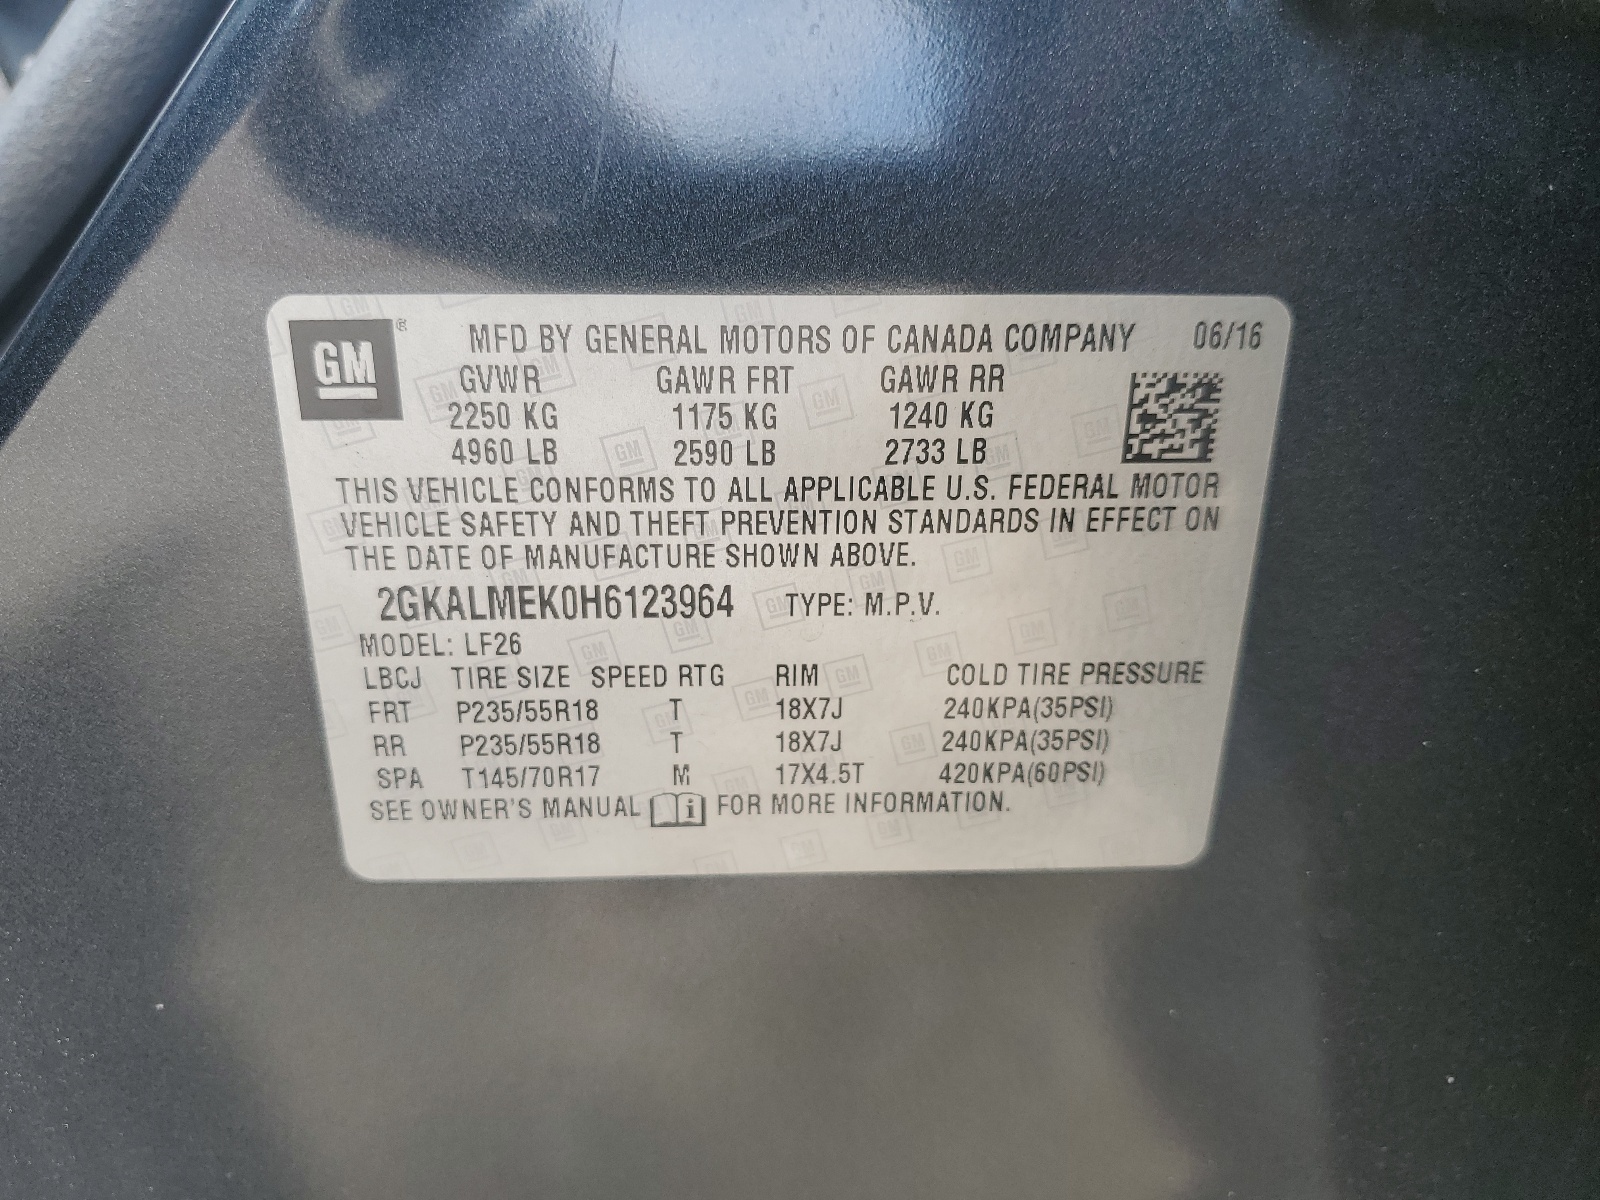 GM
MFD BY GENERAL MOTORS OF CANADA COMPANY 06/16
GVWR GAWR FRT GAWR RR
2250 KG 1175 KG 1240 KG
4960 LB 2590 LB 2733 LB
THIS VEHICLE CONFORMS TO ALL APPLICABLE U.S. FEDERAL MOTOR
VEHICLE SAFETY AND THEFT PREVENTION STANDARDS IN EFFECT ON
THE DATE OF MANUFACTURE SHOWN ABOVE.
2GKALMEK0H6123964 TYPE: M.P.V.
MODEL: LF26
LBCJ TIRE SIZE SPEED RTG RIM COLD TIRE PRESSURE
FRT P235/55R18 T 18X7J 240KPA(35PSI)
RR P235/55R18 T 18X7J 240KPA(35PSI)
SPA T145/70R17 M 17X4.5T 420KPA(60PSI)
SEE OWNER'S MANUAL i FOR MORE INFORMATION.